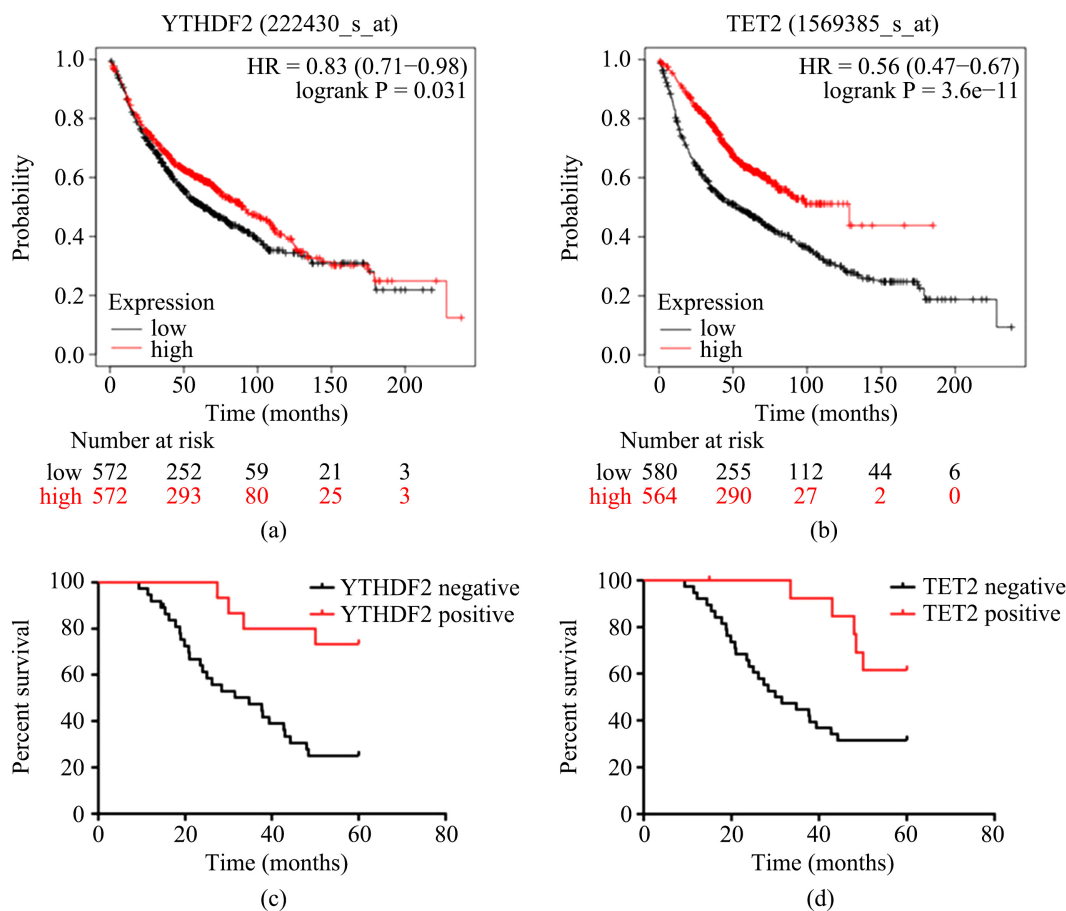 YTHDF2 (222430_s_at)
HR = 0.83 (0.71−0.98)
logrank P = 0.031
Probability
1.0
0.8
0.6
0.4
0.2
0.0
Expression
low
high
0 50 100 150 200
Time (months)
Number at risk
low 572 252 59 21 3
high 572 293 80 25 3
(a)
TET2 (1569385_s_at)
HR = 0.56 (0.47−0.67)
logrank P = 3.6e−11
Probability
1.0
0.8
0.6
0.4
0.2
0.0
Expression
low
high
0 50 100 150 200
Time (months)
Number at risk
low 580 255 112 44 6
high 564 290 27 2 0
(b)
YTHDF2 negative
YTHDF2 positive
Percent survival
100
80
60
40
20
0
0 20 40 60 80
Time (months)
(c)
TET2 negative
TET2 positive
Percent survival
100
80
60
40
20
0
0 20 40 60 80
Time (months)
(d)